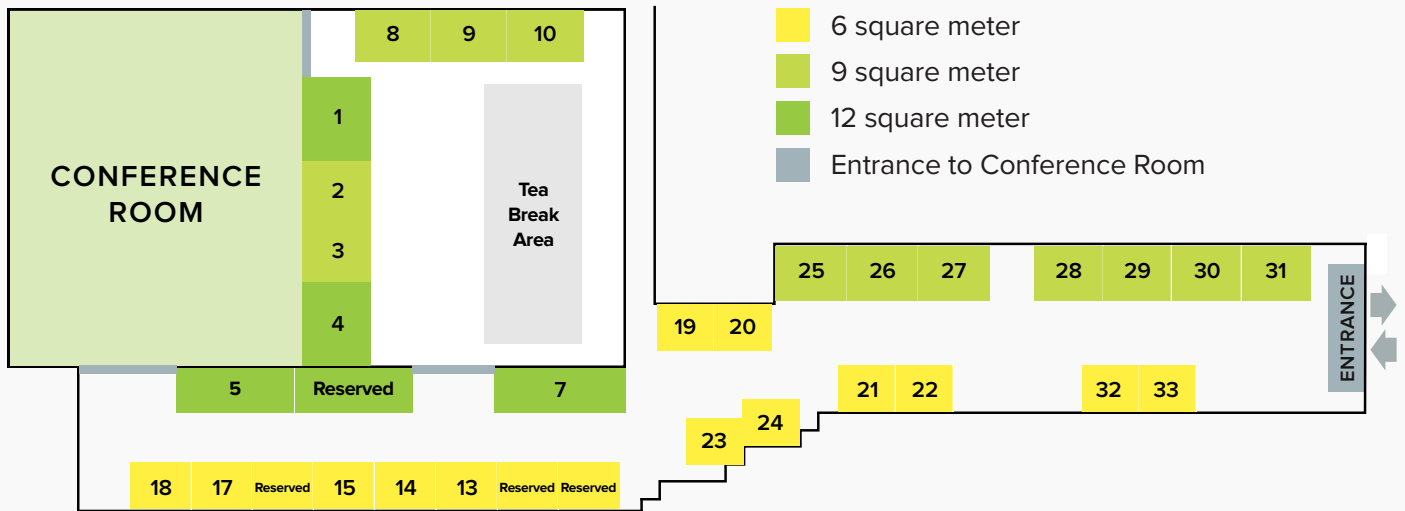 8 9 10
6 square meter
9 square meter
12 square meter
Entrance to Conference Room
1
2
3
4
CONFERENCE
ROOM
Tea
Break
Area
25 26 27 28 29 30 31
ENTRANCE
19 20
5 Reserved 7
21 22 32 33
23 24
18 17 Reserved 15 14 13 Reserved Reserved